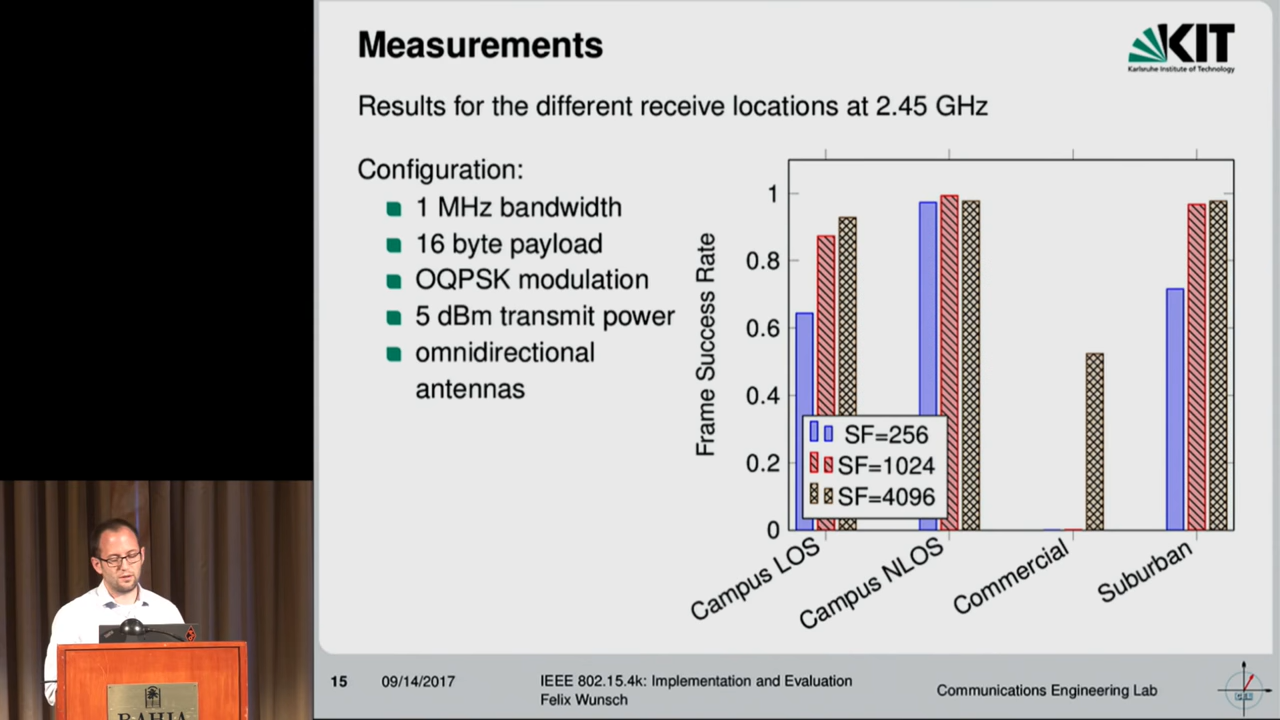 Measurements
KIT
Karlsruhe Institute of Technology
Results for the different receive locations at 2.45 GHz
Configuration:
1 MHz bandwidth
16 byte payload
OQPSK modulation
5 dBm transmit power
omnidirectional
antennas
Frame Success Rate
1
0.8
0.6
0.4
0.2
0
SF=256
SF=1024
SF=4096
Campus LOS
Campus NLOS
Commercial
Suburban
15
09/14/2017
IEEE 802.15.4k: Implementation and Evaluation
Felix Wunsch
Communications Engineering Lab
BAHIA